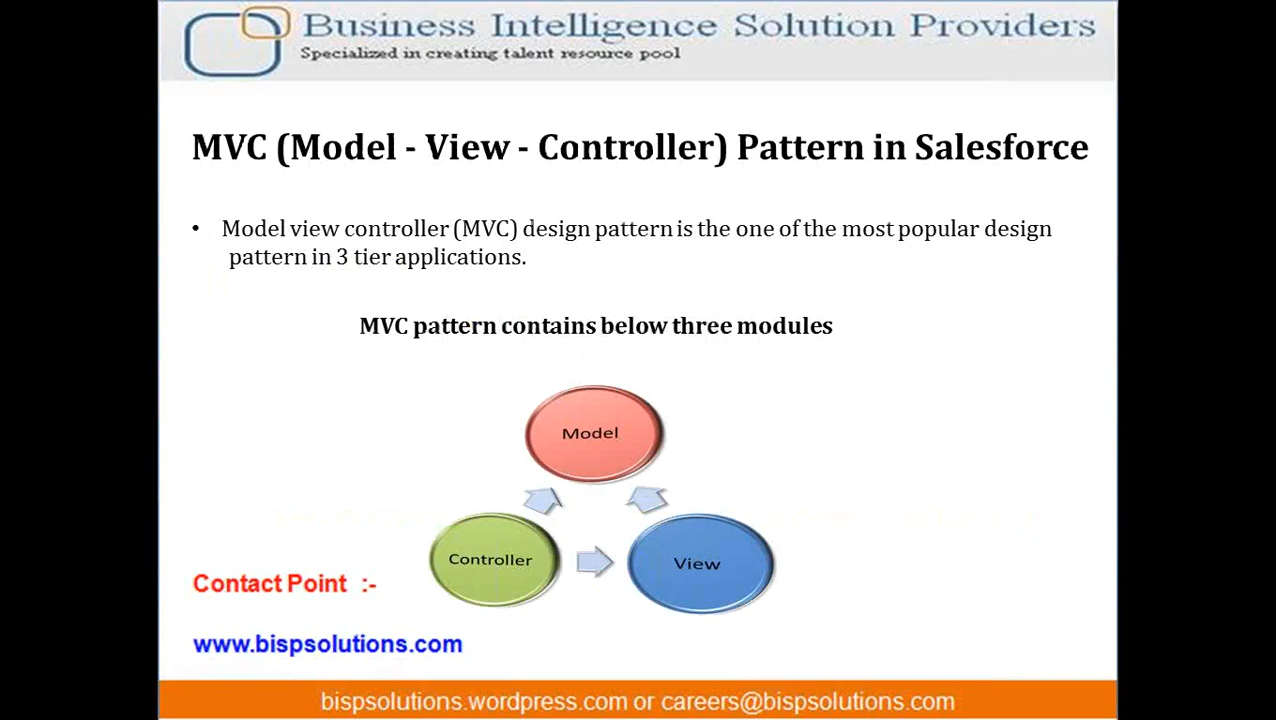 Business Intelligence Solution Providers
Specialized in creating talent resource pool
MVC (Model - View - Controller) Pattern in Salesforce
• Model view controller (MVC) design pattern is the one of the most popular design
pattern in 3 tier applications.
MVC pattern contains below three modules
Model
Controller
View
Contact Point :-
www.bispsolutions.com
bispsolutions.wordpress.com or careers@bispsolutions.com